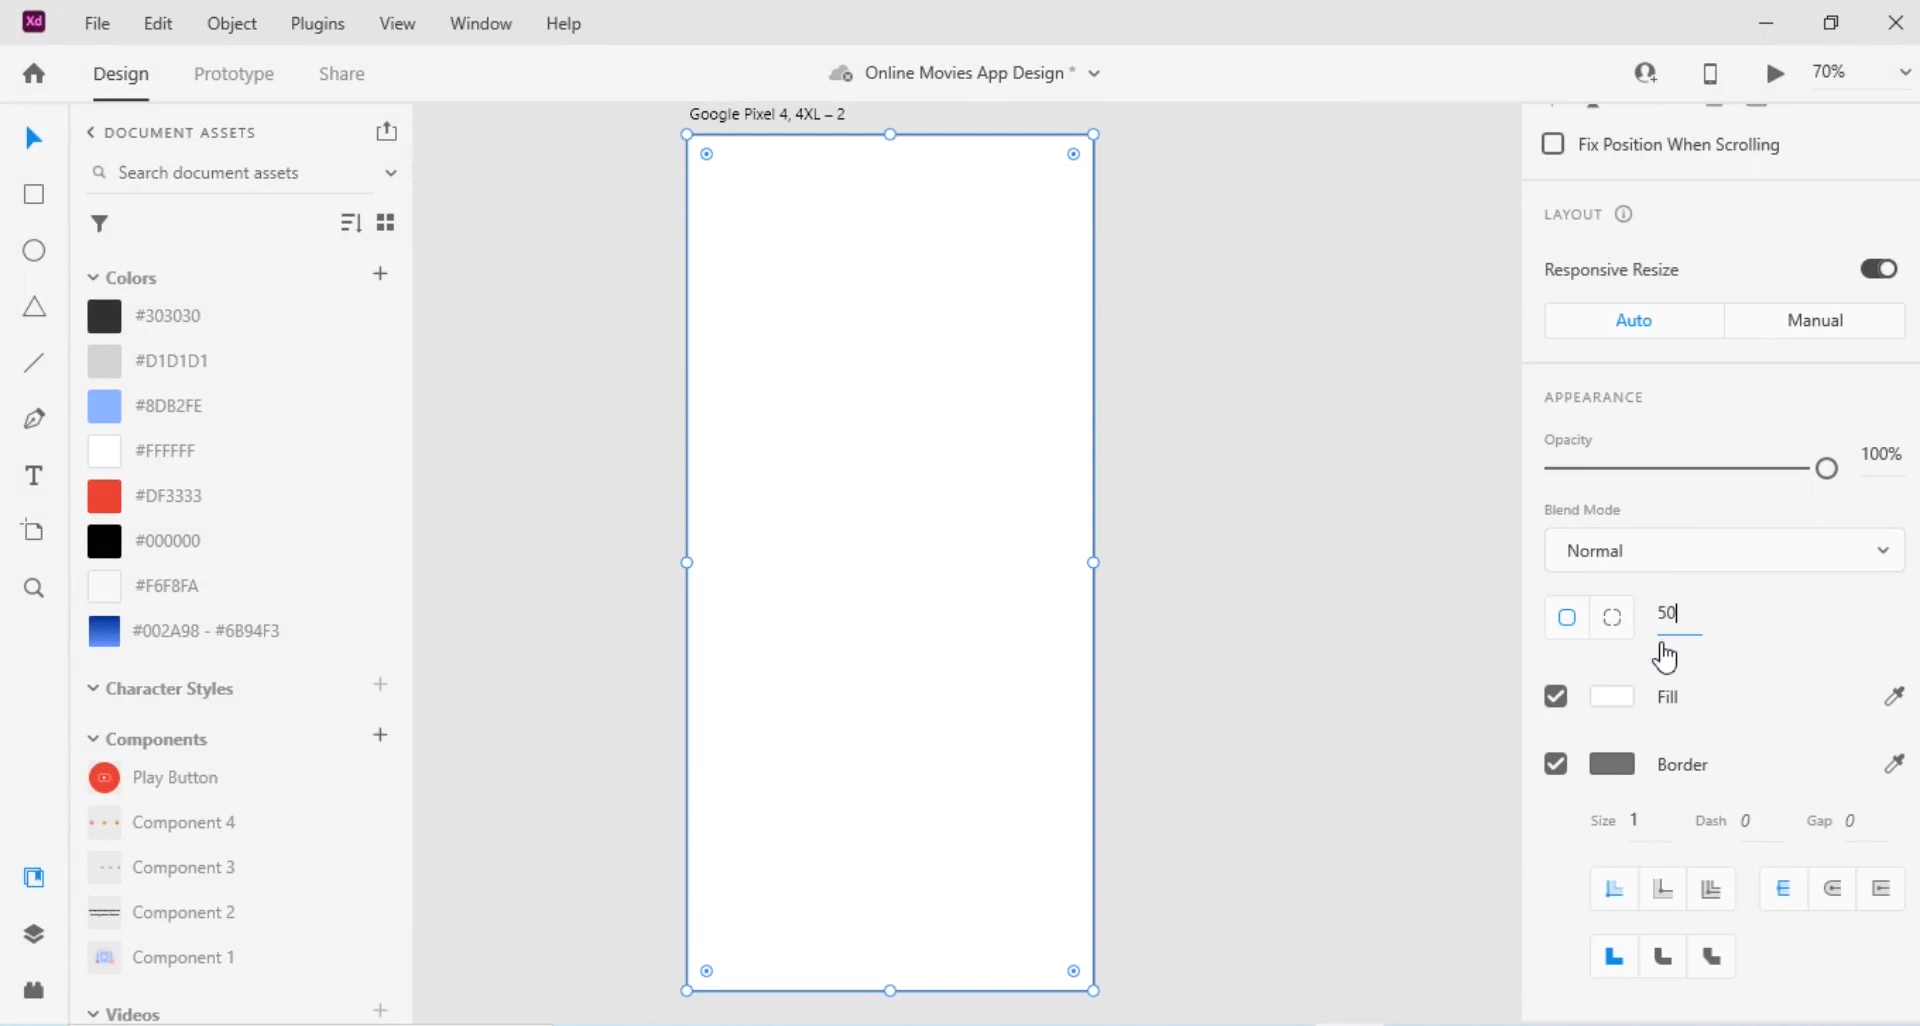 Xd File Edit Object Plugins View Window Help
Design Prototype Share Online Movies App Design * 70%
DOCUMENT ASSETS
Search document assets
Colors
#303030
#D1D1D1
#8DB2FE
#FFFFFF
#DF3333
#000000
#F6F8FA
#002A98 - #6B94F3
Character Styles
Components
Play Button
Component 4
Component 3
Component 2
Component 1
Videos
Google Pixel 4, 4XL – 2
Fix Position When Scrolling
LAYOUT
Responsive Resize
Auto Manual
APPEARANCE
Opacity
100%
Blend Mode
Normal
50
Fill
Border
Size 1 Dash 0 Gap 0